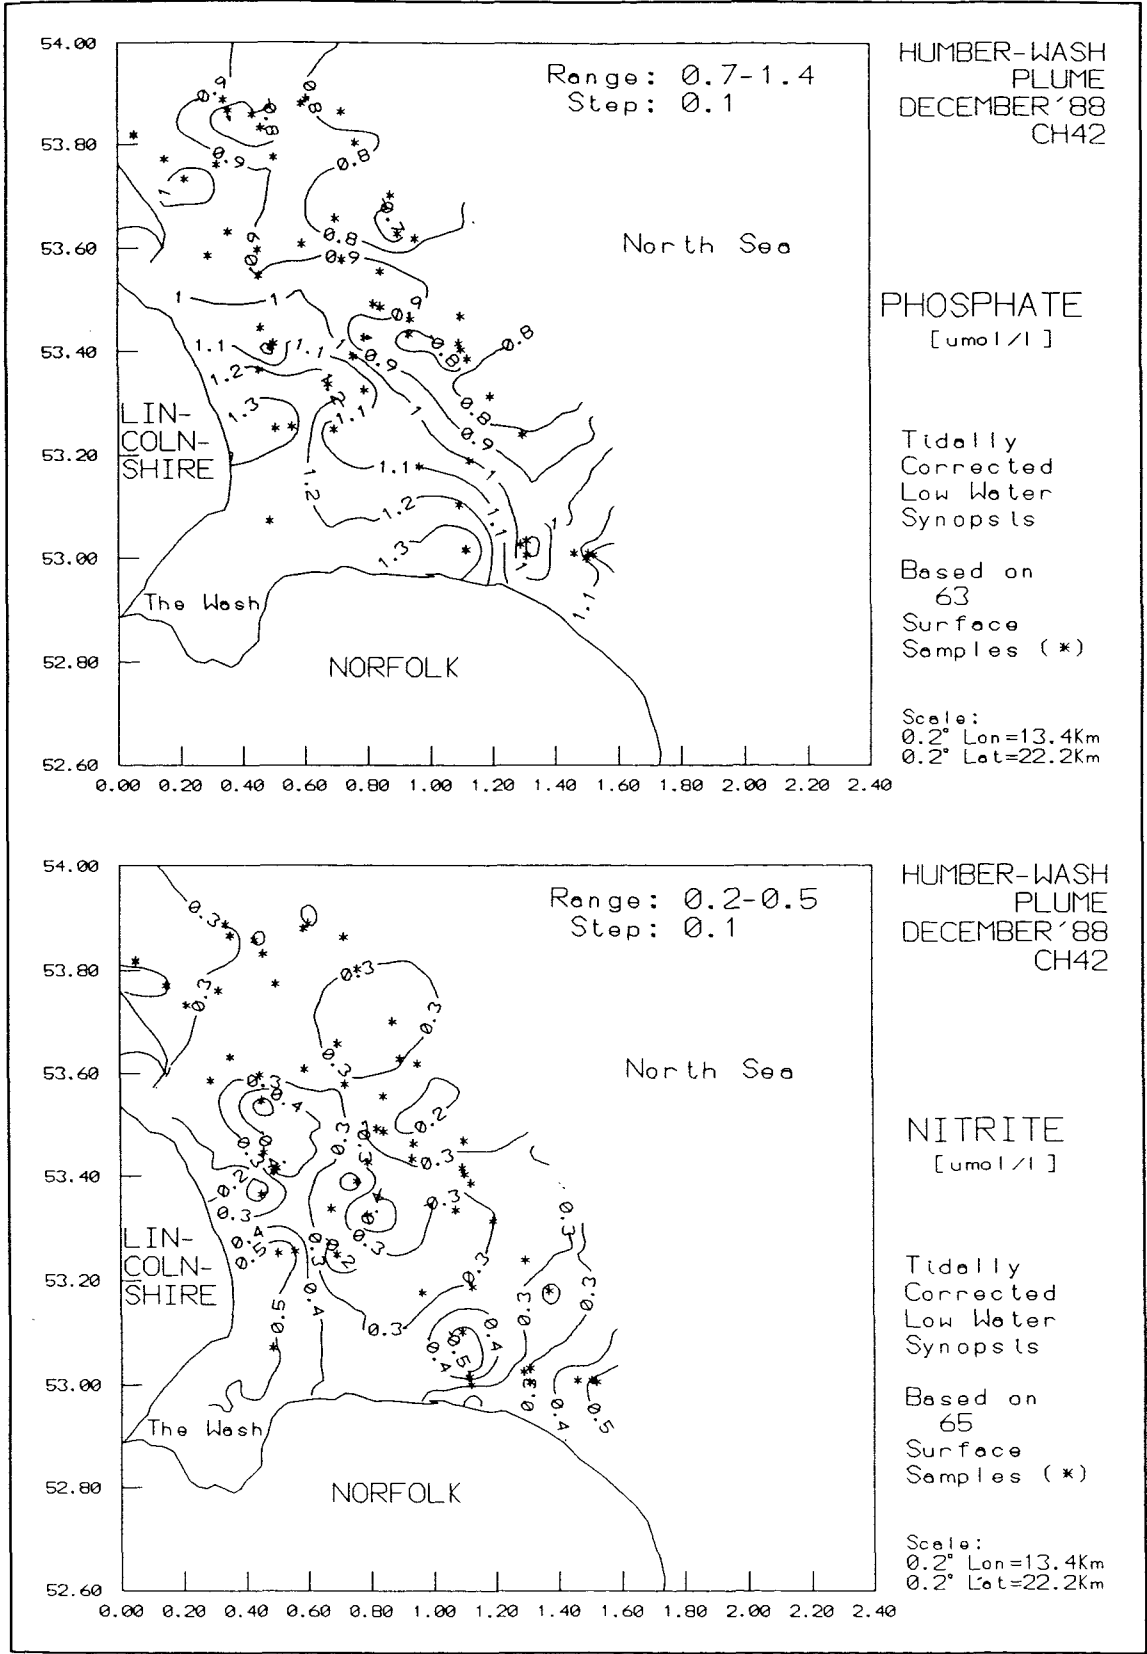 HUMBER-WASH
PLUME
DECEMBER´88
CH42
Range: 0.7-1.4
Step: 0.1
North Sea
PHOSPHATE
[umol/l]
LIN-
COLN-
SHIRE
The Wash
NORFOLK
Tidally
Corrected
Low Water
Synopsis
Based on
63
Surface
Samples (*)
Scale:
0.2° Lon=13.4Km
0.2° Lat=22.2Km
54.00
53.80
53.60
53.40
53.20
53.00
52.80
52.60
0.00 0.20 0.40 0.60 0.80 1.00 1.20 1.40 1.60 1.80 2.00 2.20 2.40
HUMBER-WASH
PLUME
DECEMBER´88
CH42
Range: 0.2-0.5
Step: 0.1
North Sea
NITRITE
[umol/l]
LIN-
COLN-
SHIRE
The Wash
NORFOLK
Tidally
Corrected
Low Water
Synopsis
Based on
65
Surface
Samples (*)
Scale:
0.2° Lon=13.4Km
0.2° Lat=22.2Km
54.00
53.80
53.60
53.40
53.20
53.00
52.80
52.60
0.00 0.20 0.40 0.60 0.80 1.00 1.20 1.40 1.60 1.80 2.00 2.20 2.40